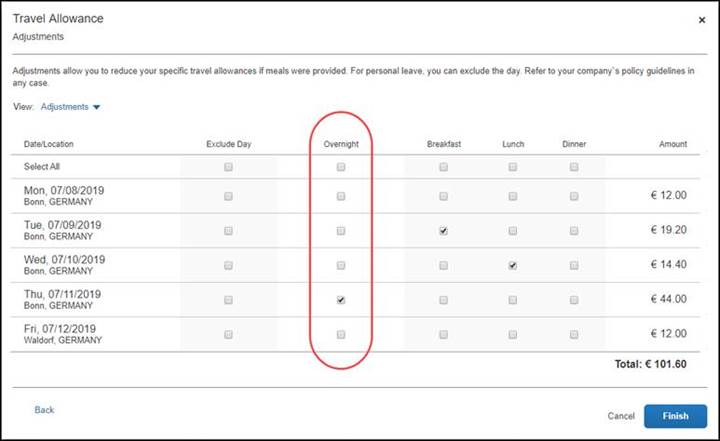 Travel Allowance
×
Adjustments
Adjustments allow you to reduce your specific travel allowances if meals were provided. For personal leave, you can exclude the day. Refer to your company`s policy guidelines in
any case.
View: Adjustments
Date/Location Exclude Day Overnight Breakfast Lunch Dinner Amount
Select All
Mon, 07/08/2019
Bonn, GERMANY
€ 12.00
Tue, 07/09/2019
Bonn, GERMANY
€ 19.20
Wed, 07/10/2019
Bonn, GERMANY
€ 14.40
Thu, 07/11/2019
Bonn, GERMANY
€ 44.00
Fri, 07/12/2019
Waldorf, GERMANY
€ 12.00
Total: € 101.60
Back
Cancel
Finish